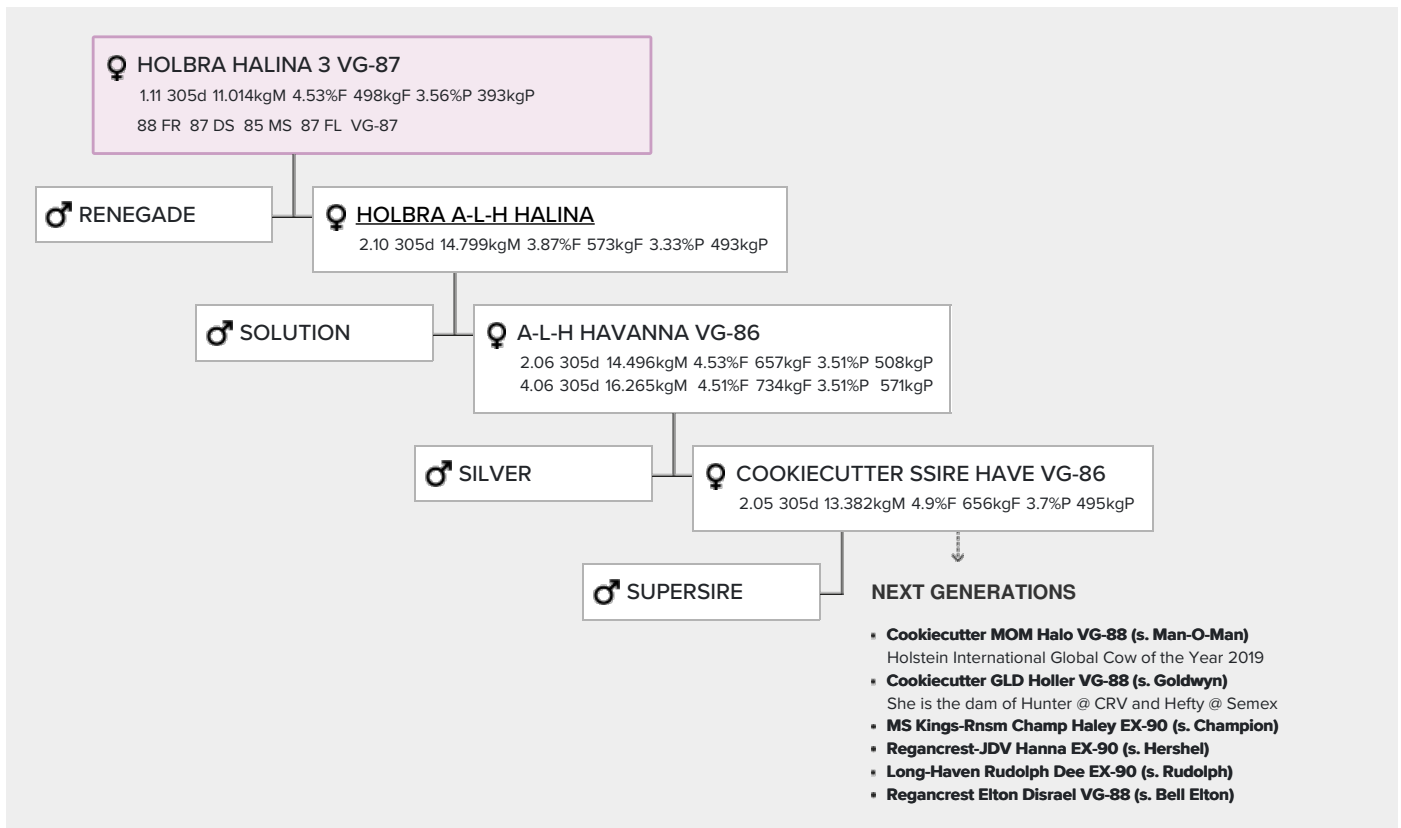 HOLBRA HALINA 3 VG-87
1.11 305d 11.014kgM 4.53%F 498kgF 3.56%P 393kgP
88 FR 87 DS 85 MS 87 FL VG-87
RENEGADE
HOLBRA A-L-H HALINA
2.10 305d 14.799kgM 3.87%F 573kgF 3.33%P 493kgP
SOLUTION
A-L-H HAVANNA VG-86
2.06 305d 14.496kgM 4.53%F 657kgF 3.51%P 508kgP
4.06 305d 16.265kgM 4.51%F 734kgF 3.51%P 571kgP
SILVER
COOKIECUTTER SSIRE HAVE VG-86
2.05 305d 13.382kgM 4.9%F 656kgF 3.7%P 495kgP
SUPERSIRE
NEXT GENERATIONS
Cookiecutter MOM Halo VG-88 (s. Man-O-Man)
Holstein International Global Cow of the Year 2019
Cookiecutter GLD Holler VG-88 (s. Goldwyn)
She is the dam of Hunter @ CRV and Hefty @ Semex
MS Kings-Rnsm Champ Haley EX-90 (s. Champion)
Regancrest-JDV Hanna EX-90 (s. Hershel)
Long-Haven Rudolph Dee EX-90 (s. Rudolph)
Regancrest Elton Disrael VG-88 (s. Bell Elton)